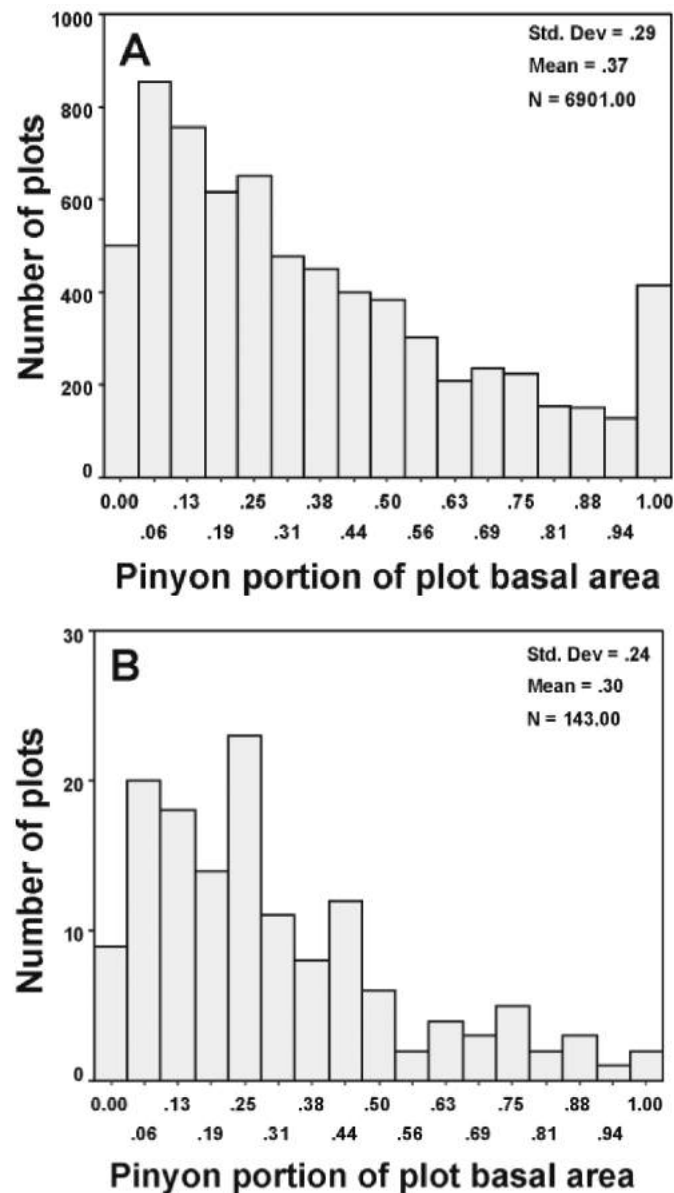 A
Std. Dev = .29
Mean = .37
N = 6901.00
1000
800
600
400
200
0
Number of plots
0.00 .13 .25 .38 .50 .63 .75 .88 1.00
.06 .19 .31 .44 .56 .69 .81 .94
Pinyon portion of plot basal area
B
Std. Dev = .24
Mean = .30
N = 143.00
30
20
10
0
Number of plots
0.00 .13 .25 .38 .50 .63 .75 .88 1.00
.06 .19 .31 .44 .56 .69 .81 .94
Pinyon portion of plot basal area